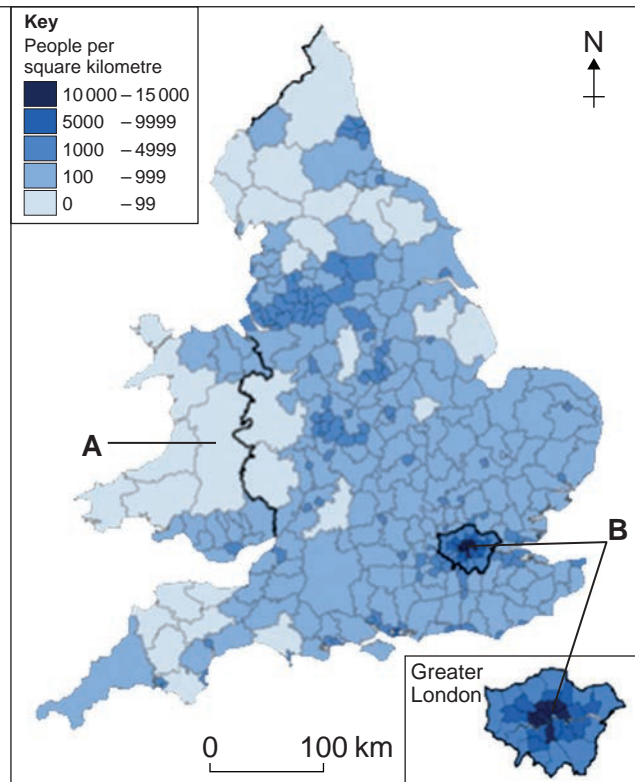 Key
People per
square kilometre
10 000 – 15 000
5000 – 9999
1000 – 4999
100 – 999
0 – 99
N
A
B
Greater
London
0 100 km